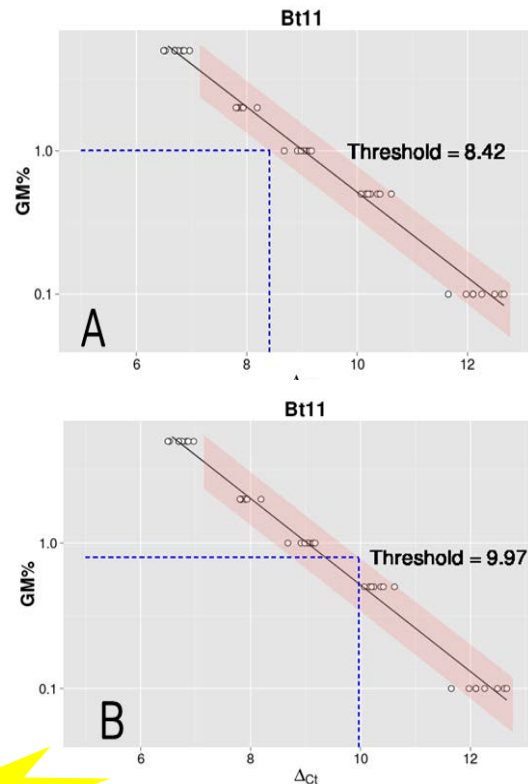 Bt11
GM%
1.0
Threshold = 8.42
0.1
A
6 8 10 12
Bt11
GM%
1.0
Threshold = 9.97
0.1
B
6 8 10 12
ΔCt